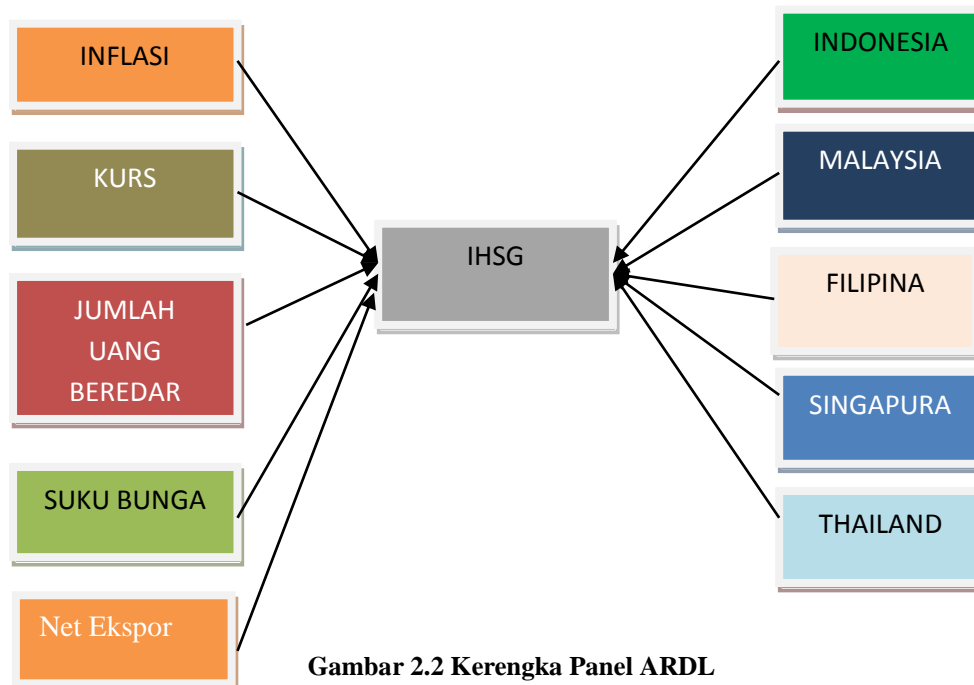 INFLASI
KURS
JUMLAH
UANG
BEREDAR
SUKU BUNGA
Net Ekspor
IHSG
INDONESIA
MALAYSIA
FILIPINA
SINGAPURA
THAILAND
Gambar 2.2 Kerengka Panel ARDL